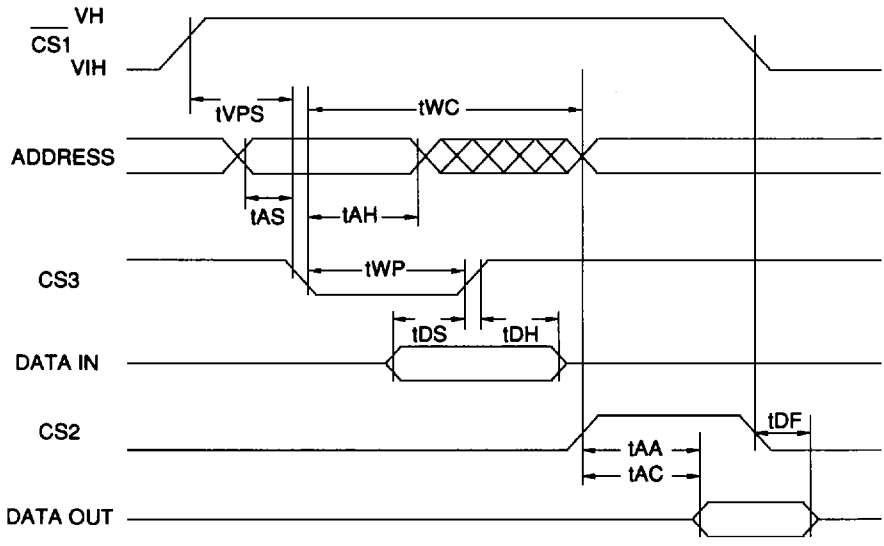 VH
CS1
VIH
tVPS
tWC
ADDRESS
tAS
tAH
CS3
tWP
tDS
tDH
DATA IN
CS2
tDF
tAA
tAC
DATA OUT